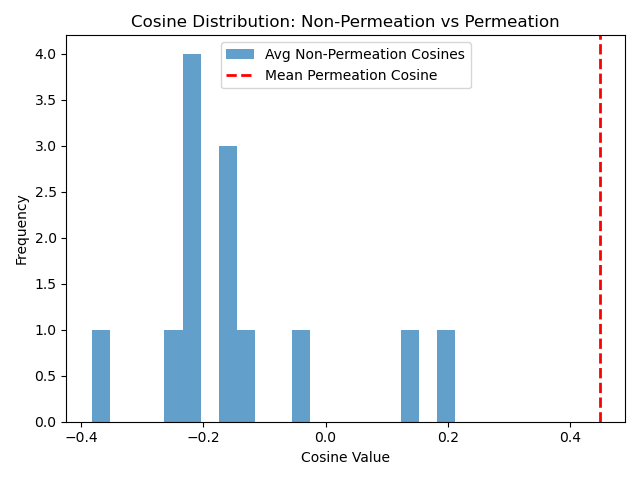 Cosine Distribution: Non-Permeation vs Permeation
Avg Non-Permeation Cosines
Mean Permeation Cosine
Frequency
4.0
3.5
3.0
2.5
2.0
1.5
1.0
0.5
0.0
−0.4
−0.2
0.0
0.2
0.4
Cosine Value